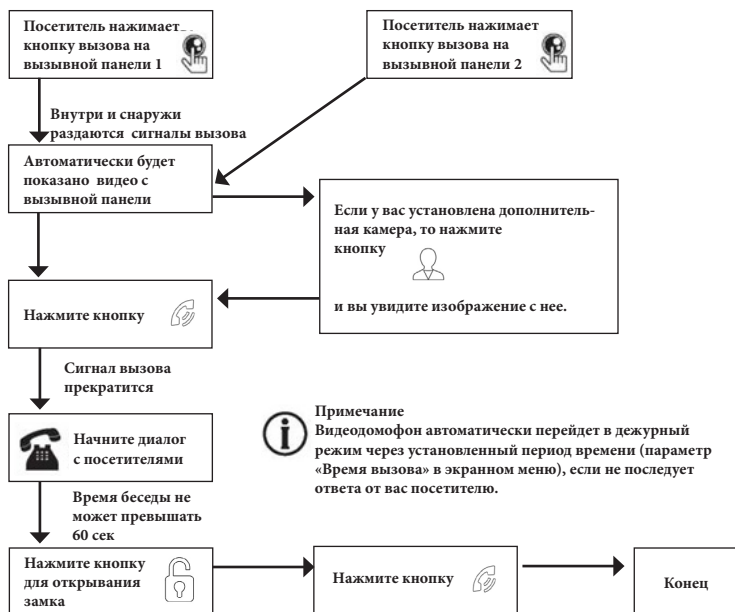 Посетитель нажимает
кнопку вызова на
вызывной панели 1
Посетитель нажимает
кнопку вызова на
вызывной панели 2
Внутри и снаружи
раздаются сигналы вызова
Автоматически будет
показано видео с
вызывной панели
Если у вас установлена дополнитель-
ная камера, то нажмите
кнопку
и вы увидите изображение с нее.
Нажмите кнопку
Сигнал вызова
прекратится
Начните диалог
с посетителями
Примечание
Видеодомофон автоматически перейдет в дежурный
режим через установленный период времени (параметр
«Время вызова» в экранном меню), если не последует
ответа от вас посетителю.
Время беседы не
может превышать
60 сек
Нажмите кнопку
для открывания
замка
Нажмите кнопку
Конец